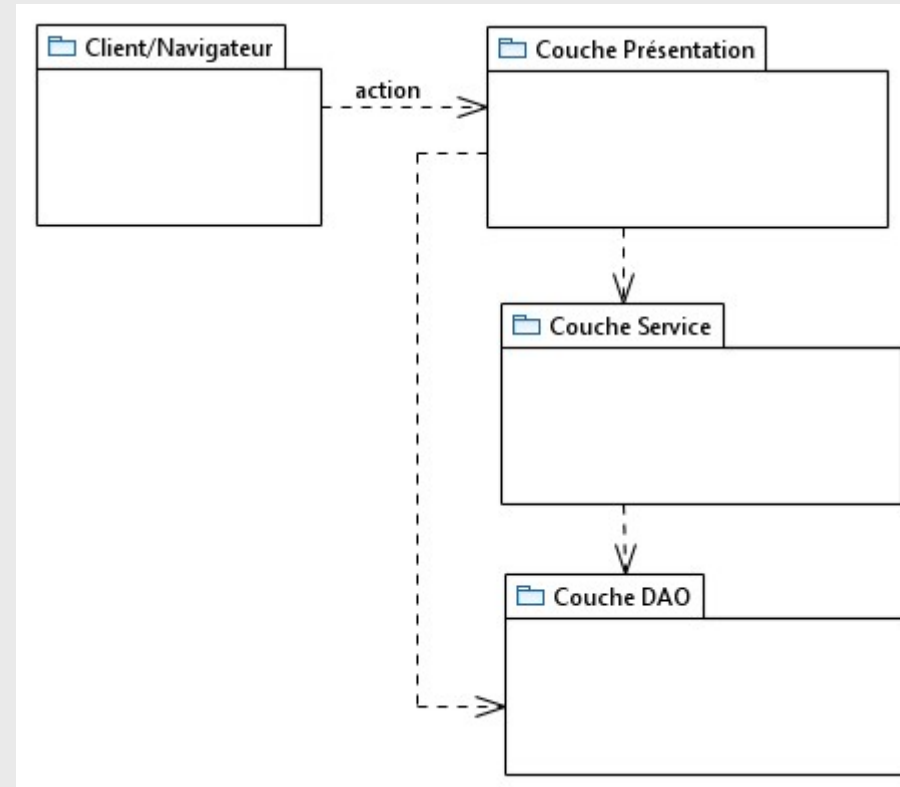 Client/Navigateur
Couche Présentation
action
Couche Service
Couche DAO